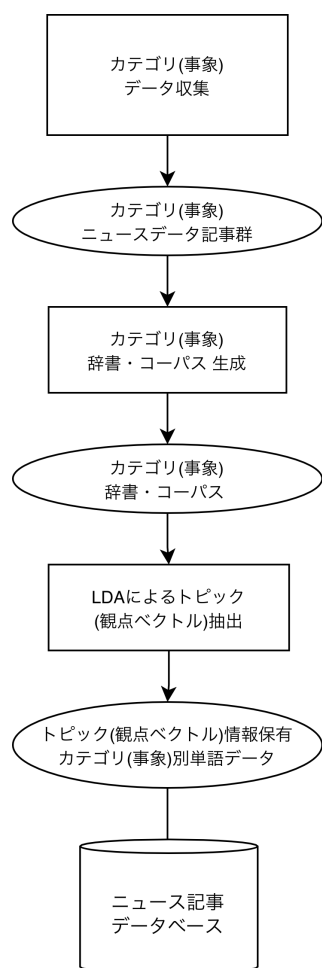 カテゴリ(事象)
データ収集
カテゴリ(事象)
ニュースデータ記事群
カテゴリ(事象)
辞書・コーパス 生成
カテゴリ(事象)
辞書・コーパス
LDAによるトピック
(観点ベクトル)抽出
トピック(観点ベクトル)情報保有
カテゴリ(事象)別単語データ
ニュース記事
データベース